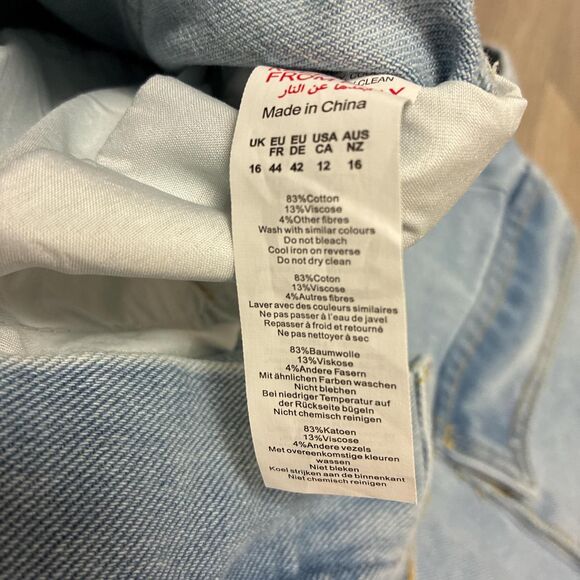 FROM
CLEAN
عن النار
Made in China
UK EU EU USA AUS
FR DE CA NZ
16 44 42 12 16
83%Cotton
13%Viscose
4%Other fibres
Wash with similar colours
Do not bleach
Cool iron on reverse
Do not dry clean
83%Coton
13%Viscose
4%Autres fibres
Laver avec des couleurs similaires
Ne pas passer à l'eau de javel
Repasser à froid et retourné
Ne pas nettoyer à sec
83%Baumwolle
13%Viskose
4%Andere Fasern
Mit ähnlichen Farben waschen
Nicht blehben
Bei niedriger Temperatur auf
der Rückseite bügeln
Nicht chemisch reinigen
83%Katoen
13%Viscose
4%Andere vezels
Met overeenkomstige kleuren
wassen
Niet bleken
Koel strijken aan de binnenkant
Niet chemisch reinigen